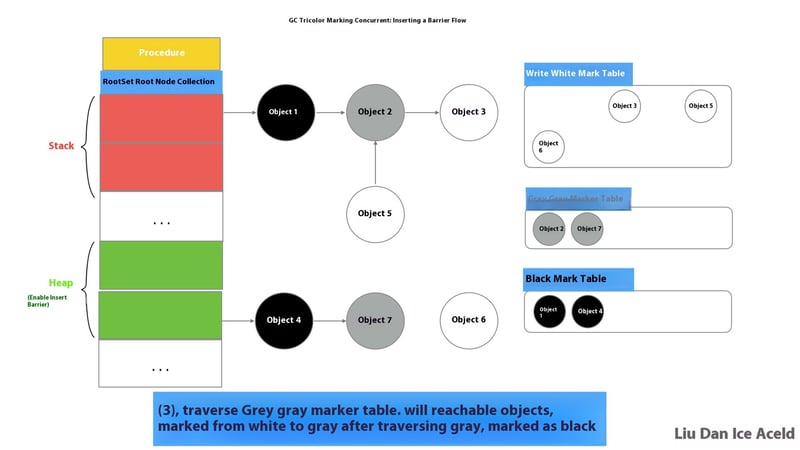 GC Tricolor Marking Concurrent: Inserting a Barrier Flow
Procedure
RootSet Root Node Collection
Stack
. . .
Heap
(Enable Insert
Barrier)
. . .
Object 1
Object 2
Object 3
Object 5
Object 4
Object 7
Object 6
Write White Mark Table
Object 3
Object 5
Object
6
Gray Gray Marker Table
Object 2
Object 7
Black Mark Table
Object
1
Object 4
(3), traverse Grey gray marker table. will reachable objects,
marked from white to gray after traversing gray, marked as black
Liu Dan Ice Aceld